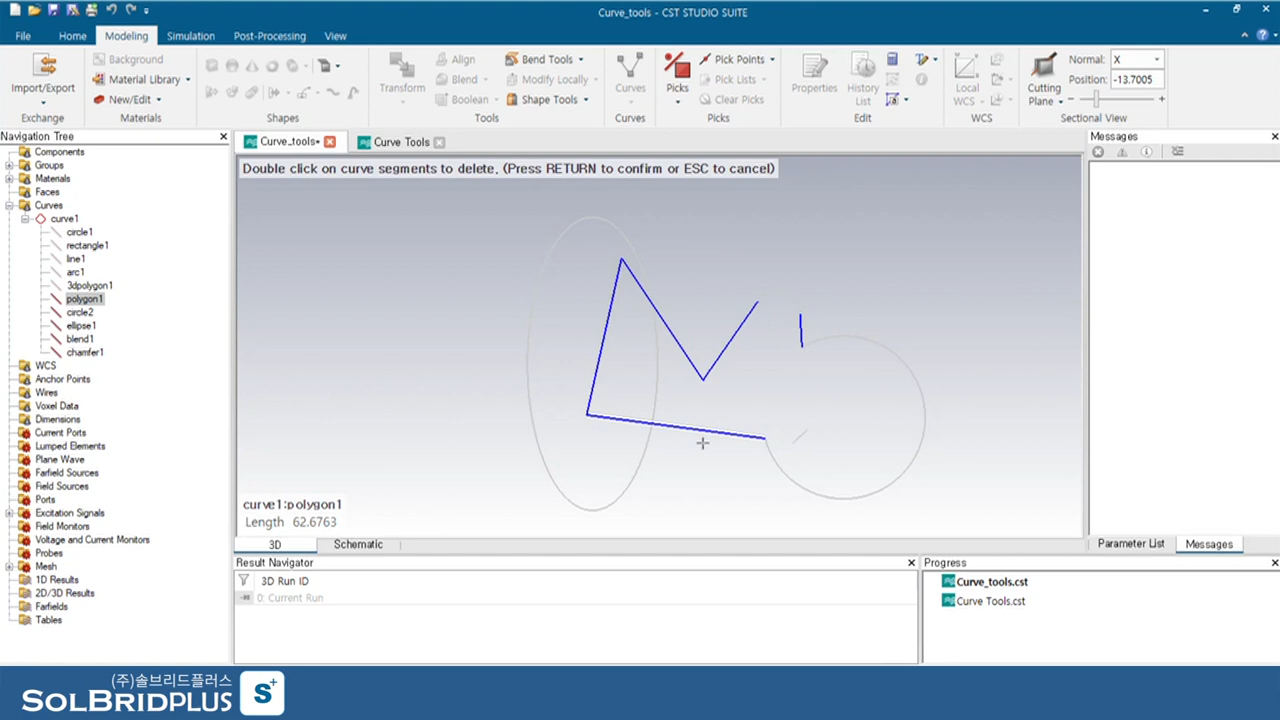 Curve_tools - CST STUDIO SUITE
File Home Modeling Simulation Post-Processing View
Import/Export
Exchange
Background
Material Library
New/Edit
Materials
Shapes
Transform
Align
Blend
Boolean
Bend Tools
Modify Locally
Shape Tools
Tools
Curves
Curves
Picks
Pick Points
Pick Lists
Clear Picks
Picks
Properties
History
List
Edit
Local
WCS
WCS
Cutting
Plane
Normal: X
Position: -13.7005
Sectional View
Navigation Tree
Components
Groups
Materials
Faces
Curves
curve1
circle1
rectangle1
line1
arc1
3dpolygon1
polygon1
circle2
ellipse1
blend1
chamfer1
WCS
Anchor Points
Wires
Voxel Data
Dimensions
Current Ports
Lumped Elements
Plane Wave
Farfield Sources
Field Sources
Ports
Excitation Signals
Field Monitors
Voltage and Current Monitors
Probes
Mesh
1D Results
2D/3D Results
Farfields
Tables
Curve_tools* Curve Tools
Double click on curve segments to delete. (Press RETURN to confirm or ESC to cancel)
curve1:polygon1
Length 62.6763
3D Schematic
Messages
Parameter List Messages
Result Navigator
3D Run ID
0: Current Run
Progress
Curve_tools.cst
Curve Tools.cst
(주)솔브리드플러스
SOLBRIDPLUS
S+